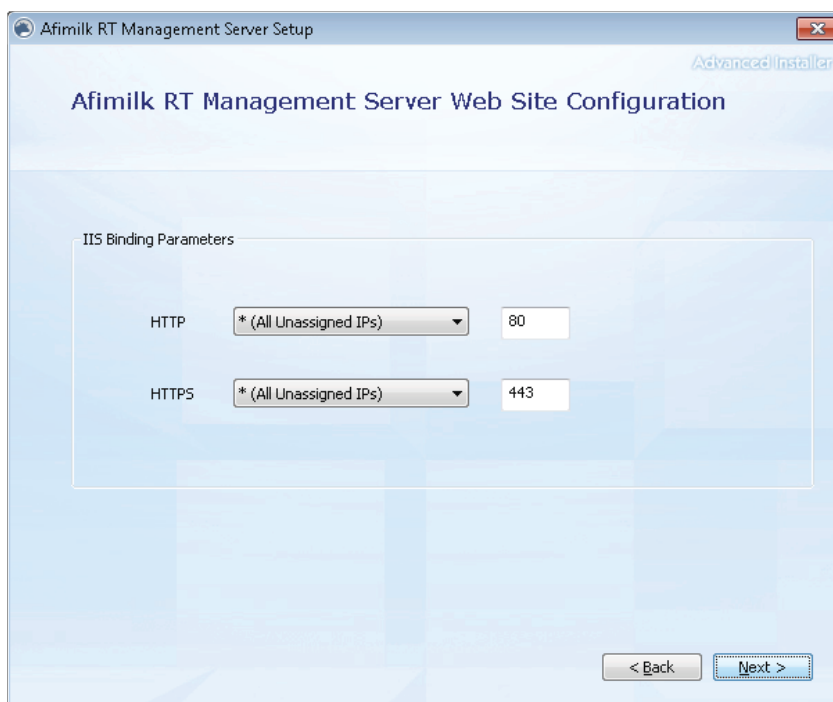 Afimilk RT Management Server Setup
Advanced Installer
Afimilk RT Management Server Web Site Configuration
IIS Binding Parameters
HTTP * (All Unassigned IPs) 80
HTTPS * (All Unassigned IPs) 443
< Back Next >